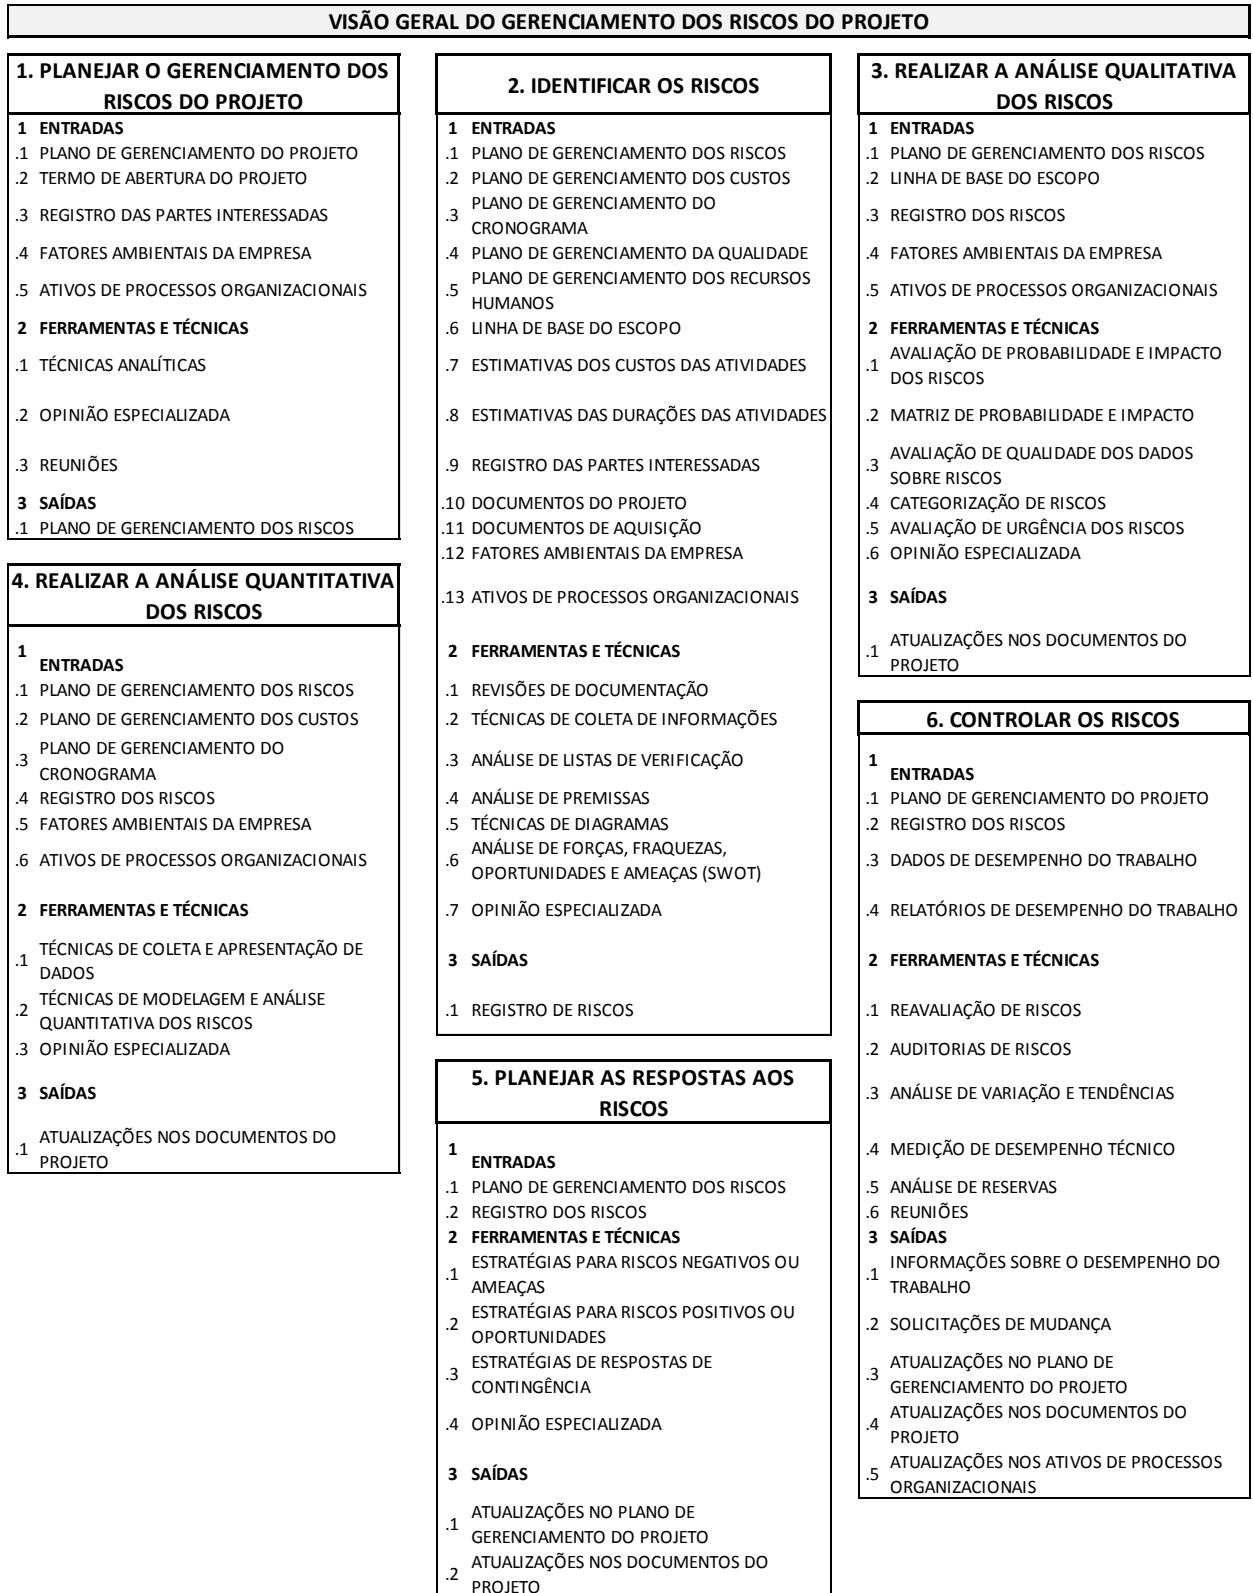 VISÃO GERAL DO GERENCIAMENTO DOS RISCOS DO PROJETO
1. PLANEJAR O GERENCIAMENTO DOS
RISCOS DO PROJETO
1 ENTRADAS
.1 PLANO DE GERENCIAMENTO DO PROJETO
.2 TERMO DE ABERTURA DO PROJETO
.3 REGISTRO DAS PARTES INTERESSADAS
.4 FATORES AMBIENTAIS DA EMPRESA
.5 ATIVOS DE PROCESSOS ORGANIZACIONAIS
2 FERRAMENTAS E TÉCNICAS
.1 TÉCNICAS ANALÍTICAS
.2 OPINIÃO ESPECIALIZADA
.3 REUNIÕES
3 SAÍDAS
.1 PLANO DE GERENCIAMENTO DOS RISCOS
2. IDENTIFICAR OS RISCOS
1 ENTRADAS
.1 PLANO DE GERENCIAMENTO DOS RISCOS
.2 PLANO DE GERENCIAMENTO DOS CUSTOS
.3 PLANO DE GERENCIAMENTO DO
CRONOGRAMA
.4 PLANO DE GERENCIAMENTO DA QUALIDADE
.5 PLANO DE GERENCIAMENTO DOS RECURSOS
HUMANOS
.6 LINHA DE BASE DO ESCOPO
.7 ESTIMATIVAS DOS CUSTOS DAS ATIVIDADES
.8 ESTIMATIVAS DAS DURAÇÕES DAS ATIVIDADES
.9 REGISTRO DAS PARTES INTERESSADAS
.10 DOCUMENTOS DO PROJETO
.11 DOCUMENTOS DE AQUISIÇÃO
.12 FATORES AMBIENTAIS DA EMPRESA
.13 ATIVOS DE PROCESSOS ORGANIZACIONAIS
2 FERRAMENTAS E TÉCNICAS
.1 REVISÕES DE DOCUMENTAÇÃO
.2 TÉCNICAS DE COLETA DE INFORMAÇÕES
.3 ANÁLISE DE LISTAS DE VERIFICAÇÃO
.4 ANÁLISE DE PREMISSAS
.5 TÉCNICAS DE DIAGRAMAS
.6 ANÁLISE DE FORÇAS, FRAQUEZAS,
OPORTUNIDADES E AMEAÇAS (SWOT)
.7 OPINIÃO ESPECIALIZADA
3 SAÍDAS
.1 REGISTRO DE RISCOS
3. REALIZAR A ANÁLISE QUALITATIVA
DOS RISCOS
1 ENTRADAS
.1 PLANO DE GERENCIAMENTO DOS RISCOS
.2 LINHA DE BASE DO ESCOPO
.3 REGISTRO DOS RISCOS
.4 FATORES AMBIENTAIS DA EMPRESA
.5 ATIVOS DE PROCESSOS ORGANIZACIONAIS
2 FERRAMENTAS E TÉCNICAS
.1 AVALIAÇÃO DE PROBABILIDADE E IMPACTO
DOS RISCOS
.2 MATRIZ DE PROBABILIDADE E IMPACTO
.3 AVALIAÇÃO DE QUALIDADE DOS DADOS
SOBRE RISCOS
.4 CATEGORIZAÇÃO DE RISCOS
.5 AVALIAÇÃO DE URGÊNCIA DOS RISCOS
.6 OPINIÃO ESPECIALIZADA
3 SAÍDAS
.1 ATUALIZAÇÕES NOS DOCUMENTOS DO
PROJETO
4. REALIZAR A ANÁLISE QUANTITATIVA
DOS RISCOS
1 ENTRADAS
.1 PLANO DE GERENCIAMENTO DOS RISCOS
.2 PLANO DE GERENCIAMENTO DOS CUSTOS
.3 PLANO DE GERENCIAMENTO DO
CRONOGRAMA
.4 REGISTRO DOS RISCOS
.5 FATORES AMBIENTAIS DA EMPRESA
.6 ATIVOS DE PROCESSOS ORGANIZACIONAIS
2 FERRAMENTAS E TÉCNICAS
.1 TÉCNICAS DE COLETA E APRESENTAÇÃO DE
DADOS
.2 TÉCNICAS DE MODELAGEM E ANÁLISE
QUANTITATIVA DOS RISCOS
.3 OPINIÃO ESPECIALIZADA
3 SAÍDAS
.1 ATUALIZAÇÕES NOS DOCUMENTOS DO
PROJETO
5. PLANEJAR AS RESPOSTAS AOS
RISCOS
1 ENTRADAS
.1 PLANO DE GERENCIAMENTO DOS RISCOS
.2 REGISTRO DOS RISCOS
2 FERRAMENTAS E TÉCNICAS
.1 ESTRATÉGIAS PARA RISCOS NEGATIVOS OU
AMEAÇAS
.2 ESTRATÉGIAS PARA RISCOS POSITIVOS OU
OPORTUNIDADES
.3 ESTRATÉGIAS DE RESPOSTAS DE
CONTINGÊNCIA
.4 OPINIÃO ESPECIALIZADA
3 SAÍDAS
.1 ATUALIZAÇÕES NO PLANO DE
GERENCIAMENTO DO PROJETO
.2 ATUALIZAÇÕES NOS DOCUMENTOS DO
PROJETO
6. CONTROLAR OS RISCOS
1 ENTRADAS
.1 PLANO DE GERENCIAMENTO DO PROJETO
.2 REGISTRO DOS RISCOS
.3 DADOS DE DESEMPENHO DO TRABALHO
.4 RELATÓRIOS DE DESEMPENHO DO TRABALHO
2 FERRAMENTAS E TÉCNICAS
.1 REAVALIAÇÃO DE RISCOS
.2 AUDITORIAS DE RISCOS
.3 ANÁLISE DE VARIAÇÃO E TENDÊNCIAS
.4 MEDIÇÃO DE DESEMPENHO TÉCNICO
.5 ANÁLISE DE RESERVAS
.6 REUNIÕES
3 SAÍDAS
.1 INFORMAÇÕES SOBRE O DESEMPENHO DO
TRABALHO
.2 SOLICITAÇÕES DE MUDANÇA
.3 ATUALIZAÇÕES NO PLANO DE
GERENCIAMENTO DO PROJETO
.4 ATUALIZAÇÕES NOS DOCUMENTOS DO
PROJETO
.5 ATUALIZAÇÕES NOS ATIVOS DE PROCESSOS
ORGANIZACIONAIS